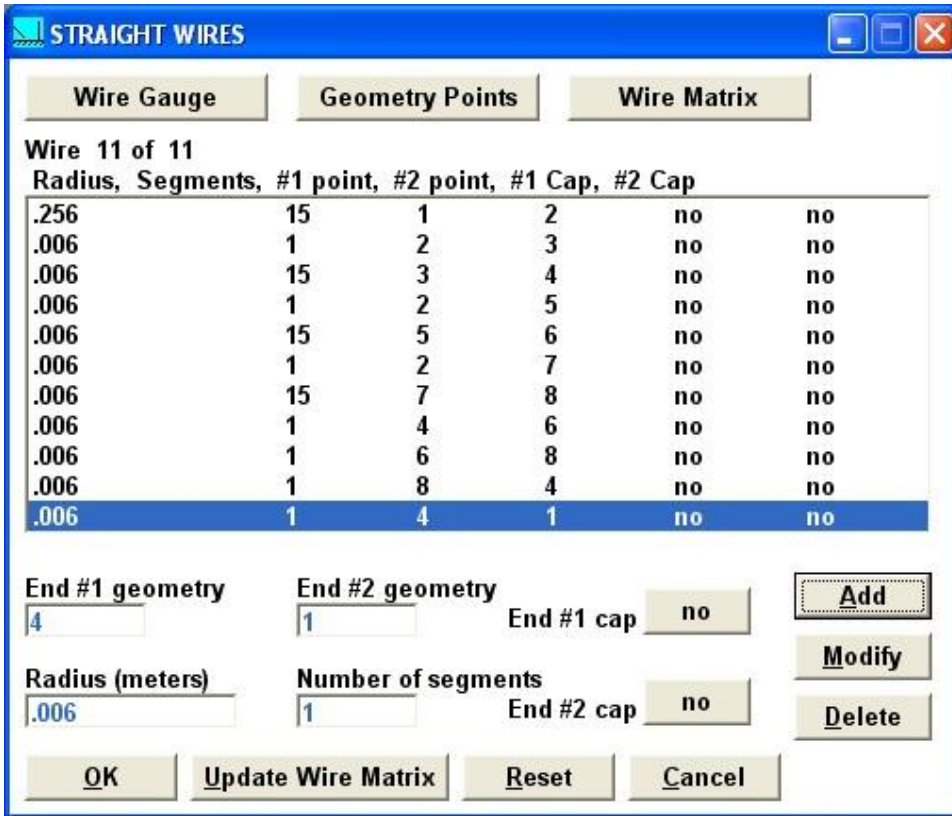 STRAIGHT WIRES
Wire Gauge Geometry Points Wire Matrix
Wire 11 of 11
Radius, Segments, #1 point, #2 point, #1 Cap, #2 Cap
.256 15 1 2 no no
.006 1 2 3 no no
.006 15 3 4 no no
.006 1 2 5 no no
.006 15 5 6 no no
.006 1 2 7 no no
.006 15 7 8 no no
.006 1 4 6 no no
.006 1 6 8 no no
.006 1 8 4 no no
.006 1 4 1 no no
End #1 geometry End #2 geometry
4 1 End #1 cap no Add
Modify
Radius (meters) Number of segments
.006 1 End #2 cap no Delete
OK Update Wire Matrix Reset Cancel